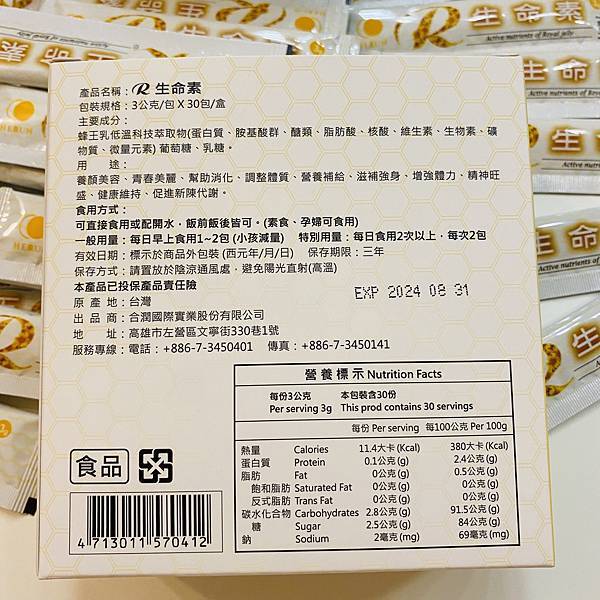 生命素
Active nutrients of Royal jelly
HERUN
產品名稱：R 生命素
包裝規格：3公克/包 X 30包/盒
主要成分：
蜂王乳低溫科技萃取物(蛋白質、胺基酸群、醣類、脂肪酸、核酸、維生素、生物素、礦
物質、微量元素) 葡萄糖、乳糖。
用　　途：
養顏美容、青春美麗、幫助消化、調整體質、營養補給、滋補強身、增強體力、精神旺
盛、健康維持、促進新陳代謝。
食用方式：
可直接食用或配開水，飯前飯後皆可。(素食、孕婦可食用)
一般用量：每日早上食用1~2包 (小孩減量)　特別用量：每日食用2次以上，每次2包
有效日期：標示於商品外包裝 (西元年/月/日)　保存期限：三年
保存方式：請置放於陰涼通風處，避免陽光直射(高溫)
本產品已投保產品責任險
EXP 2024 08 31
原 產 地：台灣
出 品 商：合潤國際實業股份有限公司
地　　址：高雄市左營區文寧街330巷1號
服務專線：電話：+886-7-3450401　傳真：+886-7-3450141
營 養 標 示 Nutrition Facts
每份3公克　本包裝含30份
Per serving 3g　This prod contains 30 servings
每份 Per serving　每100公克 Per 100g
熱量　Calories　11.4大卡 (Kcal)　380大卡 (Kcal)
蛋白質　Protein　0.1公克 (g)　2.4公克 (g)
脂肪　Fat　0公克 (g)　0.5公克 (g)
飽和脂肪　Saturated Fat　0公克 (g)　0公克 (g)
反式脂肪　Trans Fat　0公克 (g)　0公克 (g)
碳水化合物　Carbohydrates　2.8公克 (g)　91.5公克 (g)
糖　Sugar　2.5公克 (g)　84公克 (g)
鈉　Sodium　2毫克 (mg)　69毫克 (mg)
食品
4 713011 570412